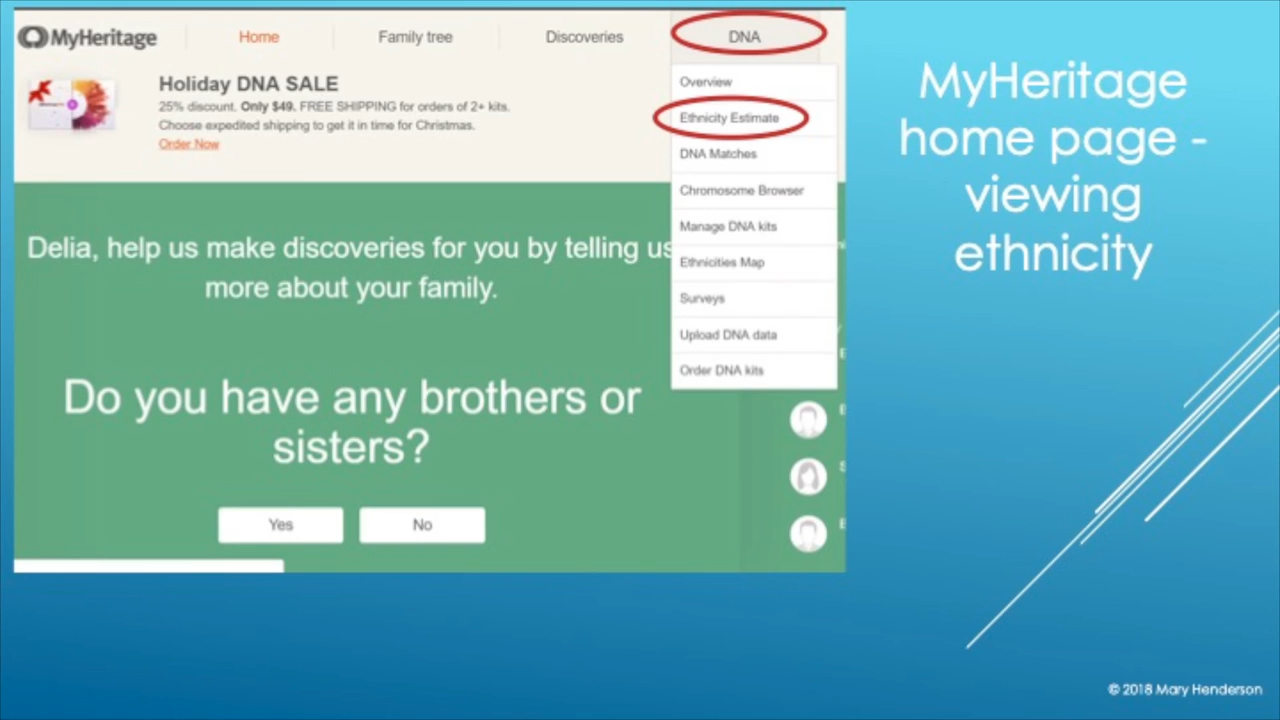 MyHeritage
Home
Family tree
Discoveries
DNA
Holiday DNA SALE
25% discount. Only $49. FREE SHIPPING for orders of 2+ kits.
Choose expedited shipping to get it in time for Christmas.
Order Now
Overview
Ethnicity Estimate
DNA Matches
Chromosome Browser
Manage DNA kits
Ethnicities Map
Surveys
Upload DNA data
Order DNA kits
Delia, help us make discoveries for you by telling us
more about your family.
Do you have any brothers or
sisters?
Yes
No
MyHeritage
home page -
viewing
ethnicity
© 2018 Mary Henderson